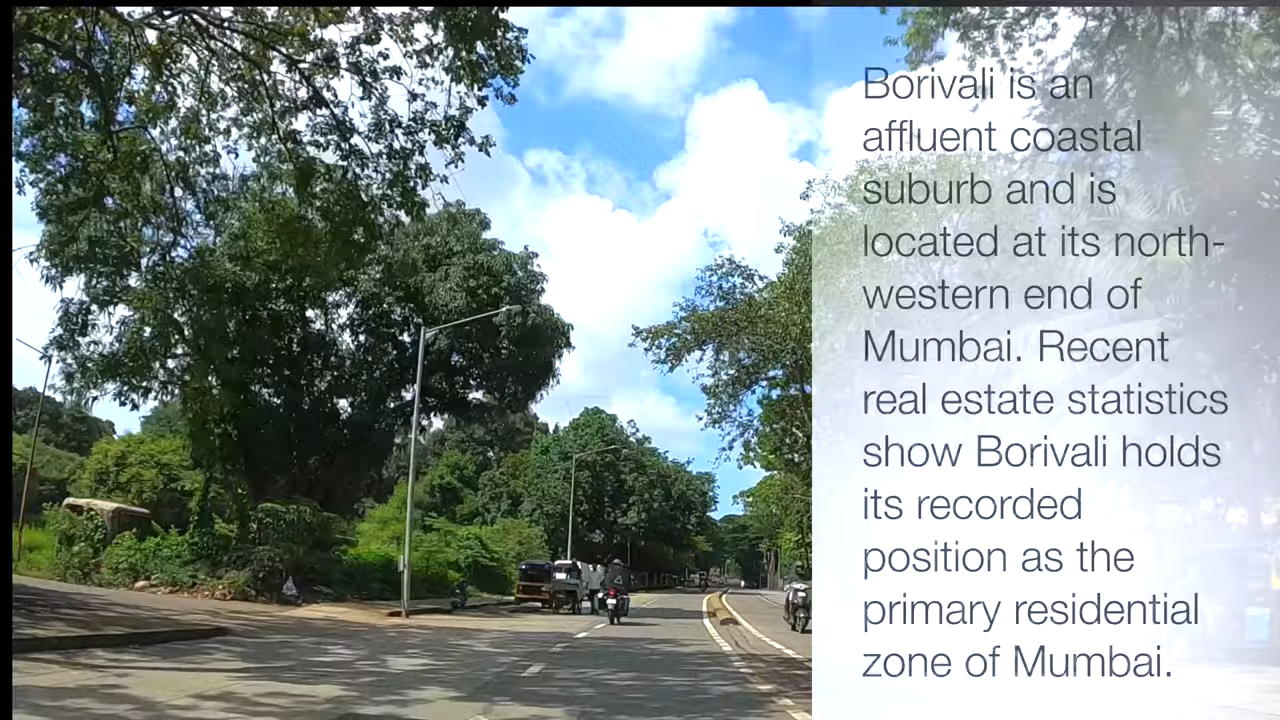 Borivali is an
affluent coastal
suburb and is
located at its north-
western end of
Mumbai. Recent
real estate statistics
show Borivali holds
its recorded
position as the
primary residential
zone of Mumbai.